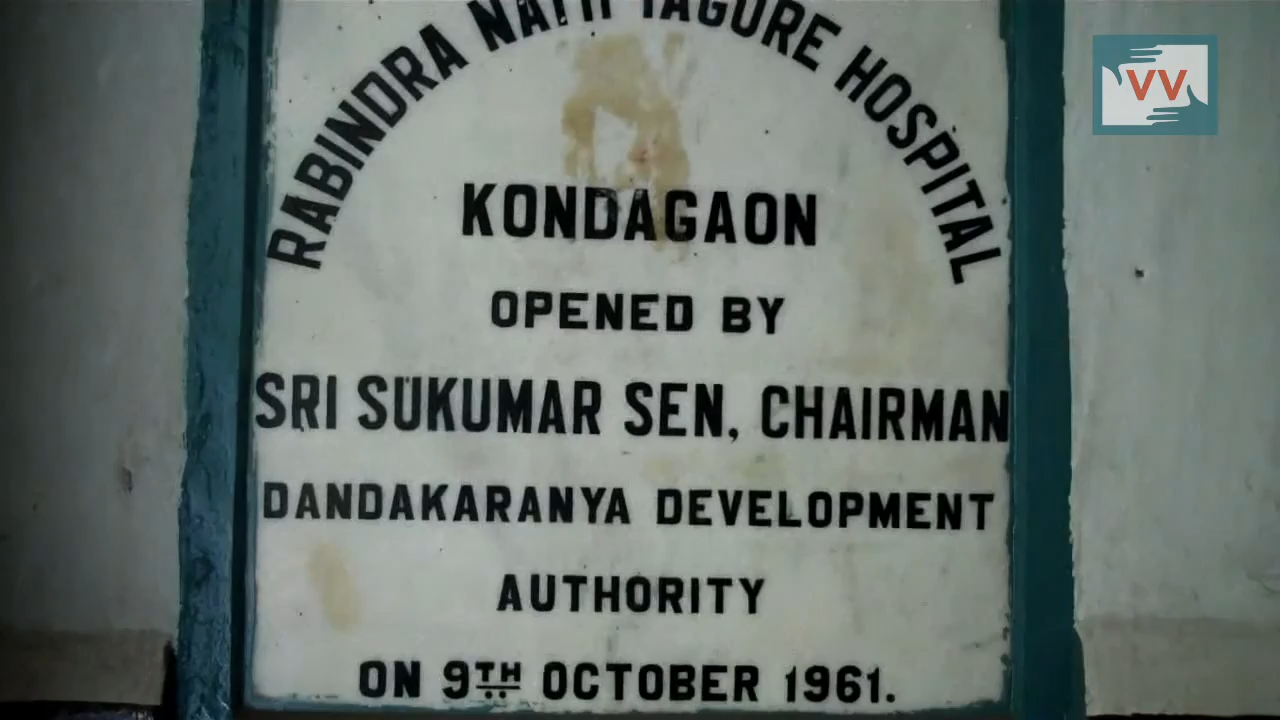 RABINDRA NATH TAGORE HOSPITAL
KONDAGAON
OPENED BY
SRI SUKUMAR SEN, CHAIRMAN
DANDAKARANYA DEVELOPMENT
AUTHORITY
ON 9TH OCTOBER 1961.
VV